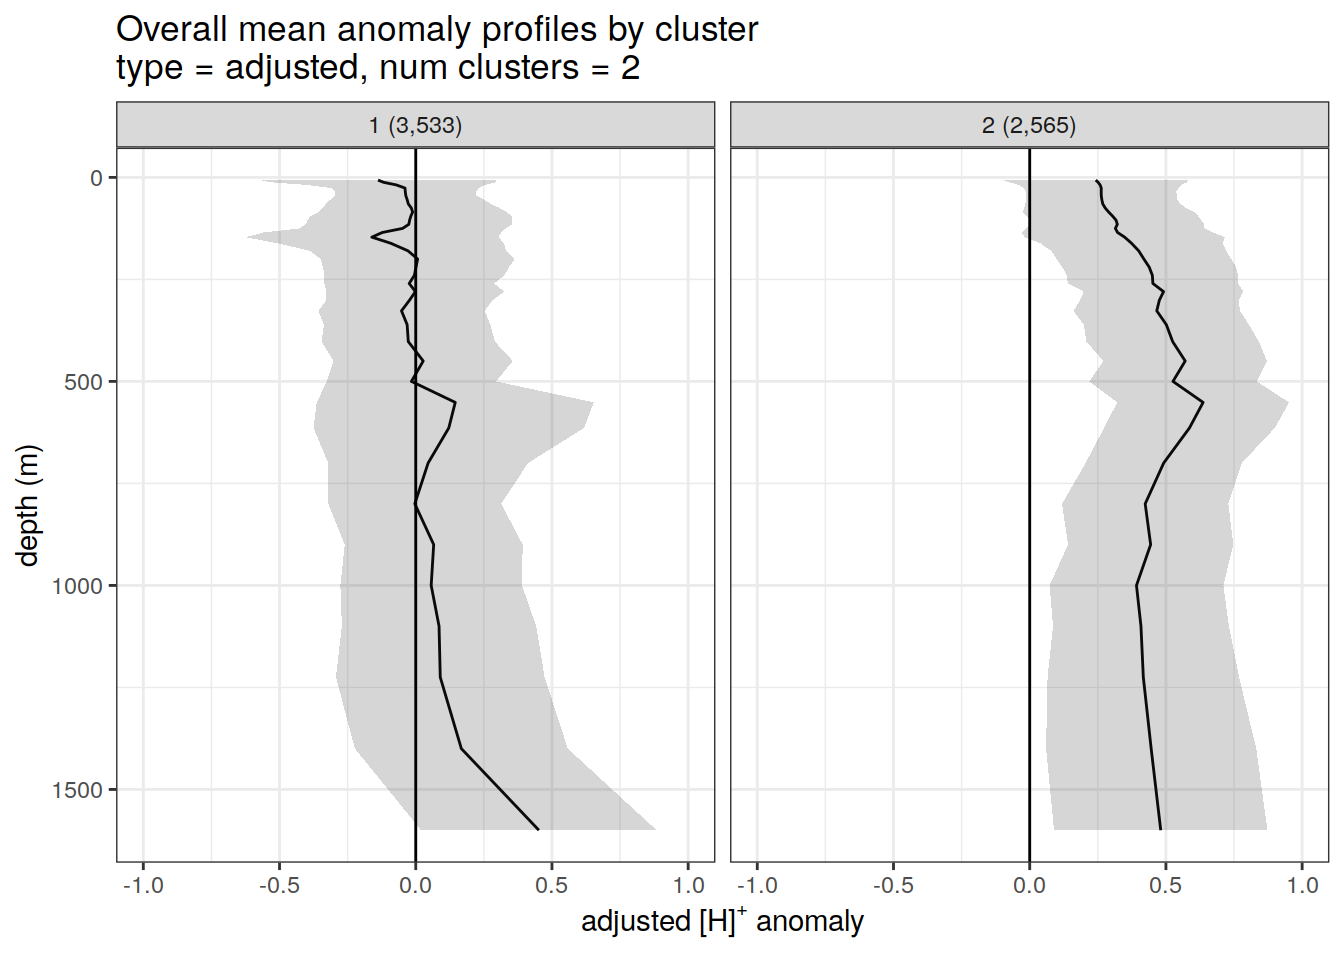 Overall mean anomaly profiles by cluster
type = adjusted, num clusters = 2
1 (3,533)
2 (2,565)
0
500
1000
1500
depth (m)
-1.0 -0.5 0.0 0.5 1.0
-1.0 -0.5 0.0 0.5 1.0
adjusted [H]⁺ anomaly